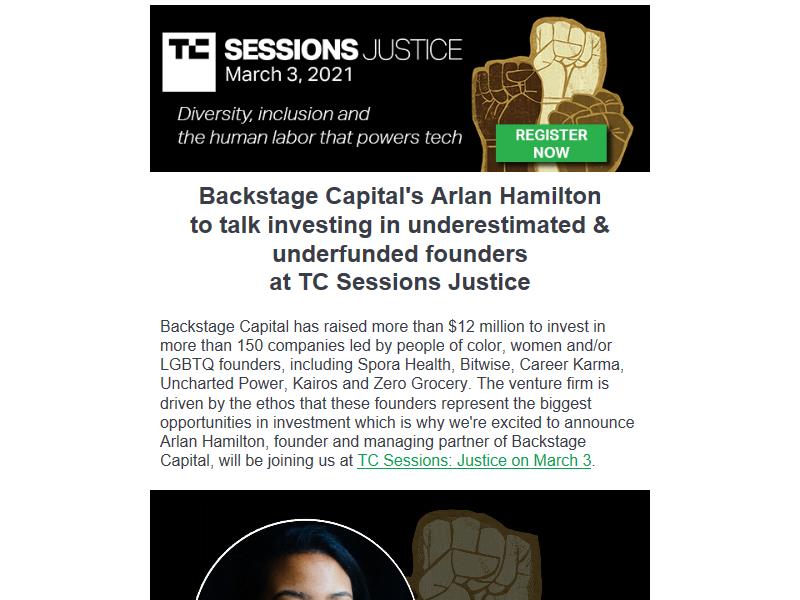 TC SESSIONS JUSTICE
March 3, 2021
Diversity, inclusion and
the human labor that powers tech
REGISTER
NOW
Backstage Capital's Arlan Hamilton
to talk investing in underestimated &
underfunded founders
at TC Sessions Justice
Backstage Capital has raised more than $12 million to invest in
more than 150 companies led by people of color, women and/or
LGBTQ founders, including Spora Health, Bitwise, Career Karma,
Uncharted Power, Kairos and Zero Grocery. The venture firm is
driven by the ethos that these founders represent the biggest
opportunities in investment which is why we're excited to announce
Arlan Hamilton, founder and managing partner of Backstage
Capital, will be joining us at TC Sessions: Justice on March 3.